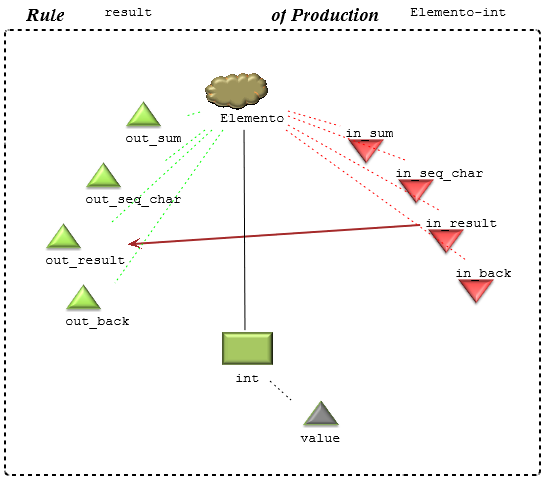 Rule result of Production Elemento-int
Elemento
out_sum
in_sum
out_seq_char
in_seq_char
out_result
in_result
out_back
in_back
int
value